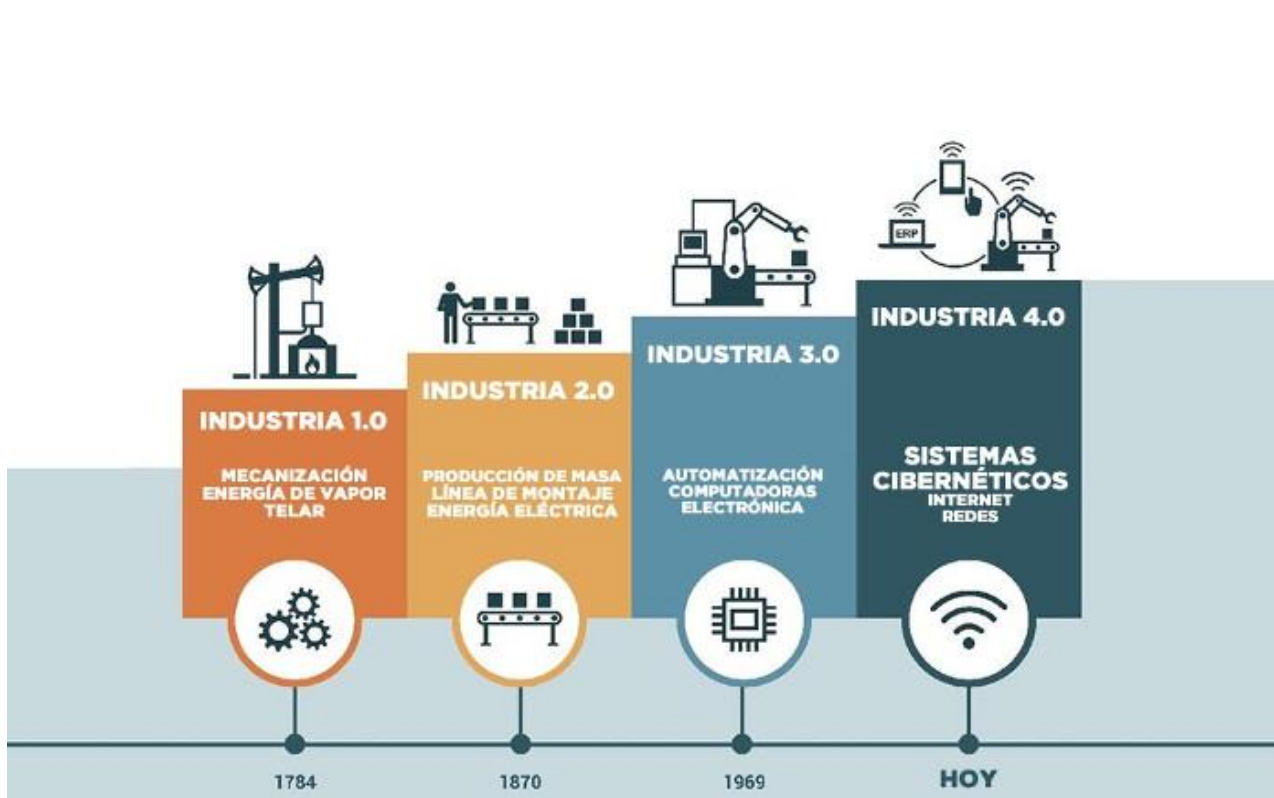 ERP
INDUSTRIA 1.0
MECANIZACIÓN
ENERGÍA DE VAPOR
TELAR
INDUSTRIA 2.0
PRODUCCIÓN DE MASA
LÍNEA DE MONTAJE
ENERGÍA ELÉCTRICA
INDUSTRIA 3.0
AUTOMATIZACIÓN
COMPUTADORAS
ELECTRÓNICA
INDUSTRIA 4.0
SISTEMAS
CIBERNÉTICOS
INTERNET
REDES
1784
1870
1969
HOY